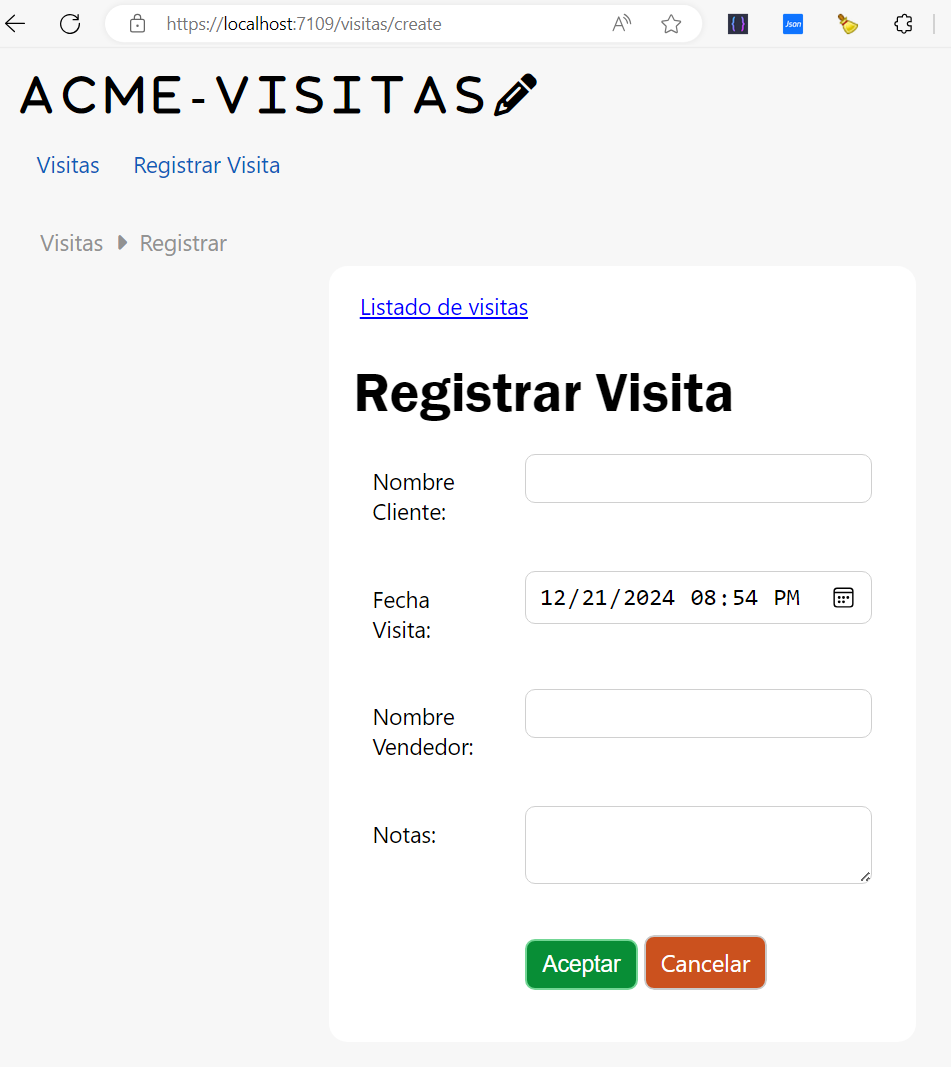 https://localhost:7109/visitas/create
A
Json
ACME-VISITAS
Visitas Registrar Visita
Visitas Registrar
Listado de visitas
Registrar Visita
Nombre
Cliente:
Fecha
Visita:
12/21/2024 08:54 PM
Nombre
Vendedor:
Notas:
Aceptar Cancelar